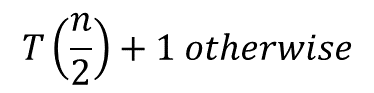 T(n/2) + 1 otherwise